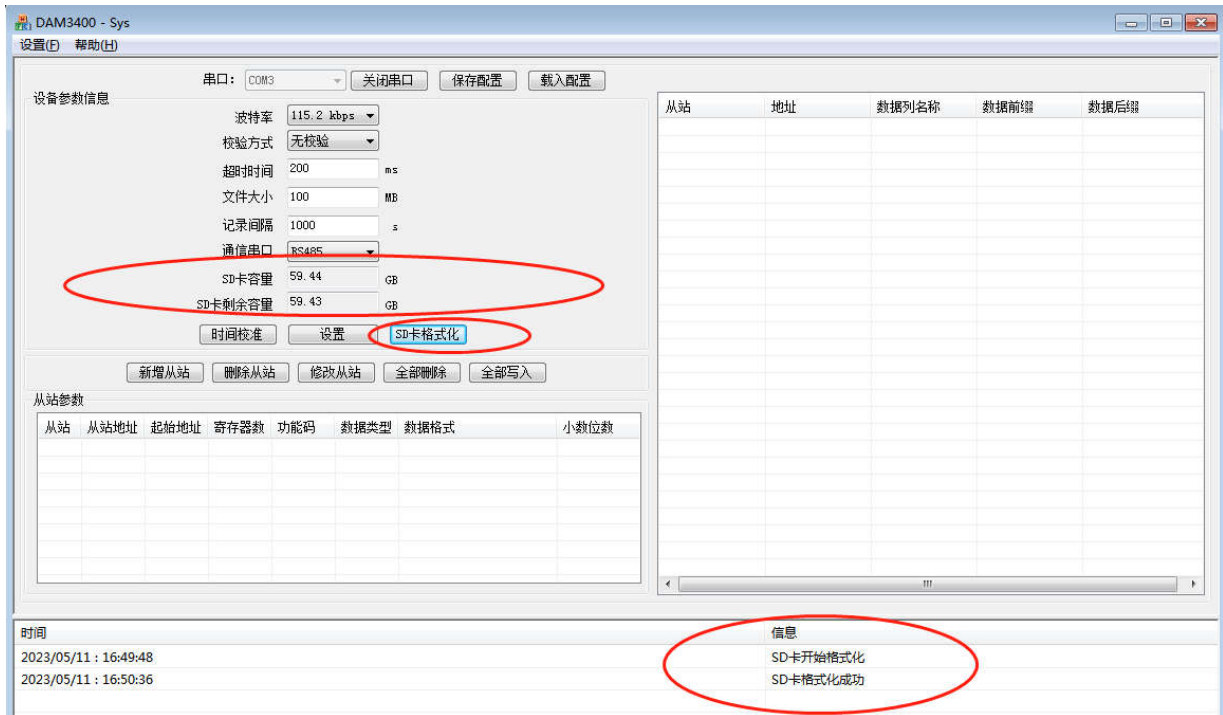 DAM3400 - Sys
设置(F) 帮助(H)
串口： COM3 关闭串口 保存配置 载入配置
设备参数信息
波特率 115.2 kbps
校验方式 无校验
超时时间 200 ms
文件大小 100 MB
记录间隔 1000 s
通信串口 RS485
SD卡容量 59.44 GB
SD卡剩余容量 59.43 GB
时间校准 设置 SD卡格式化
新增从站 删除从站 修改从站 全部删除 全部写入
从站参数
从站 从站地址 起始地址 寄存器数 功能码 数据类型 数据格式 小数位数
从站 地址 数据列名称 数据前缀 数据后缀
时间 信息
2023/05/11 : 16:49:48 SD卡开始格式化
2023/05/11 : 16:50:36 SD卡格式化成功